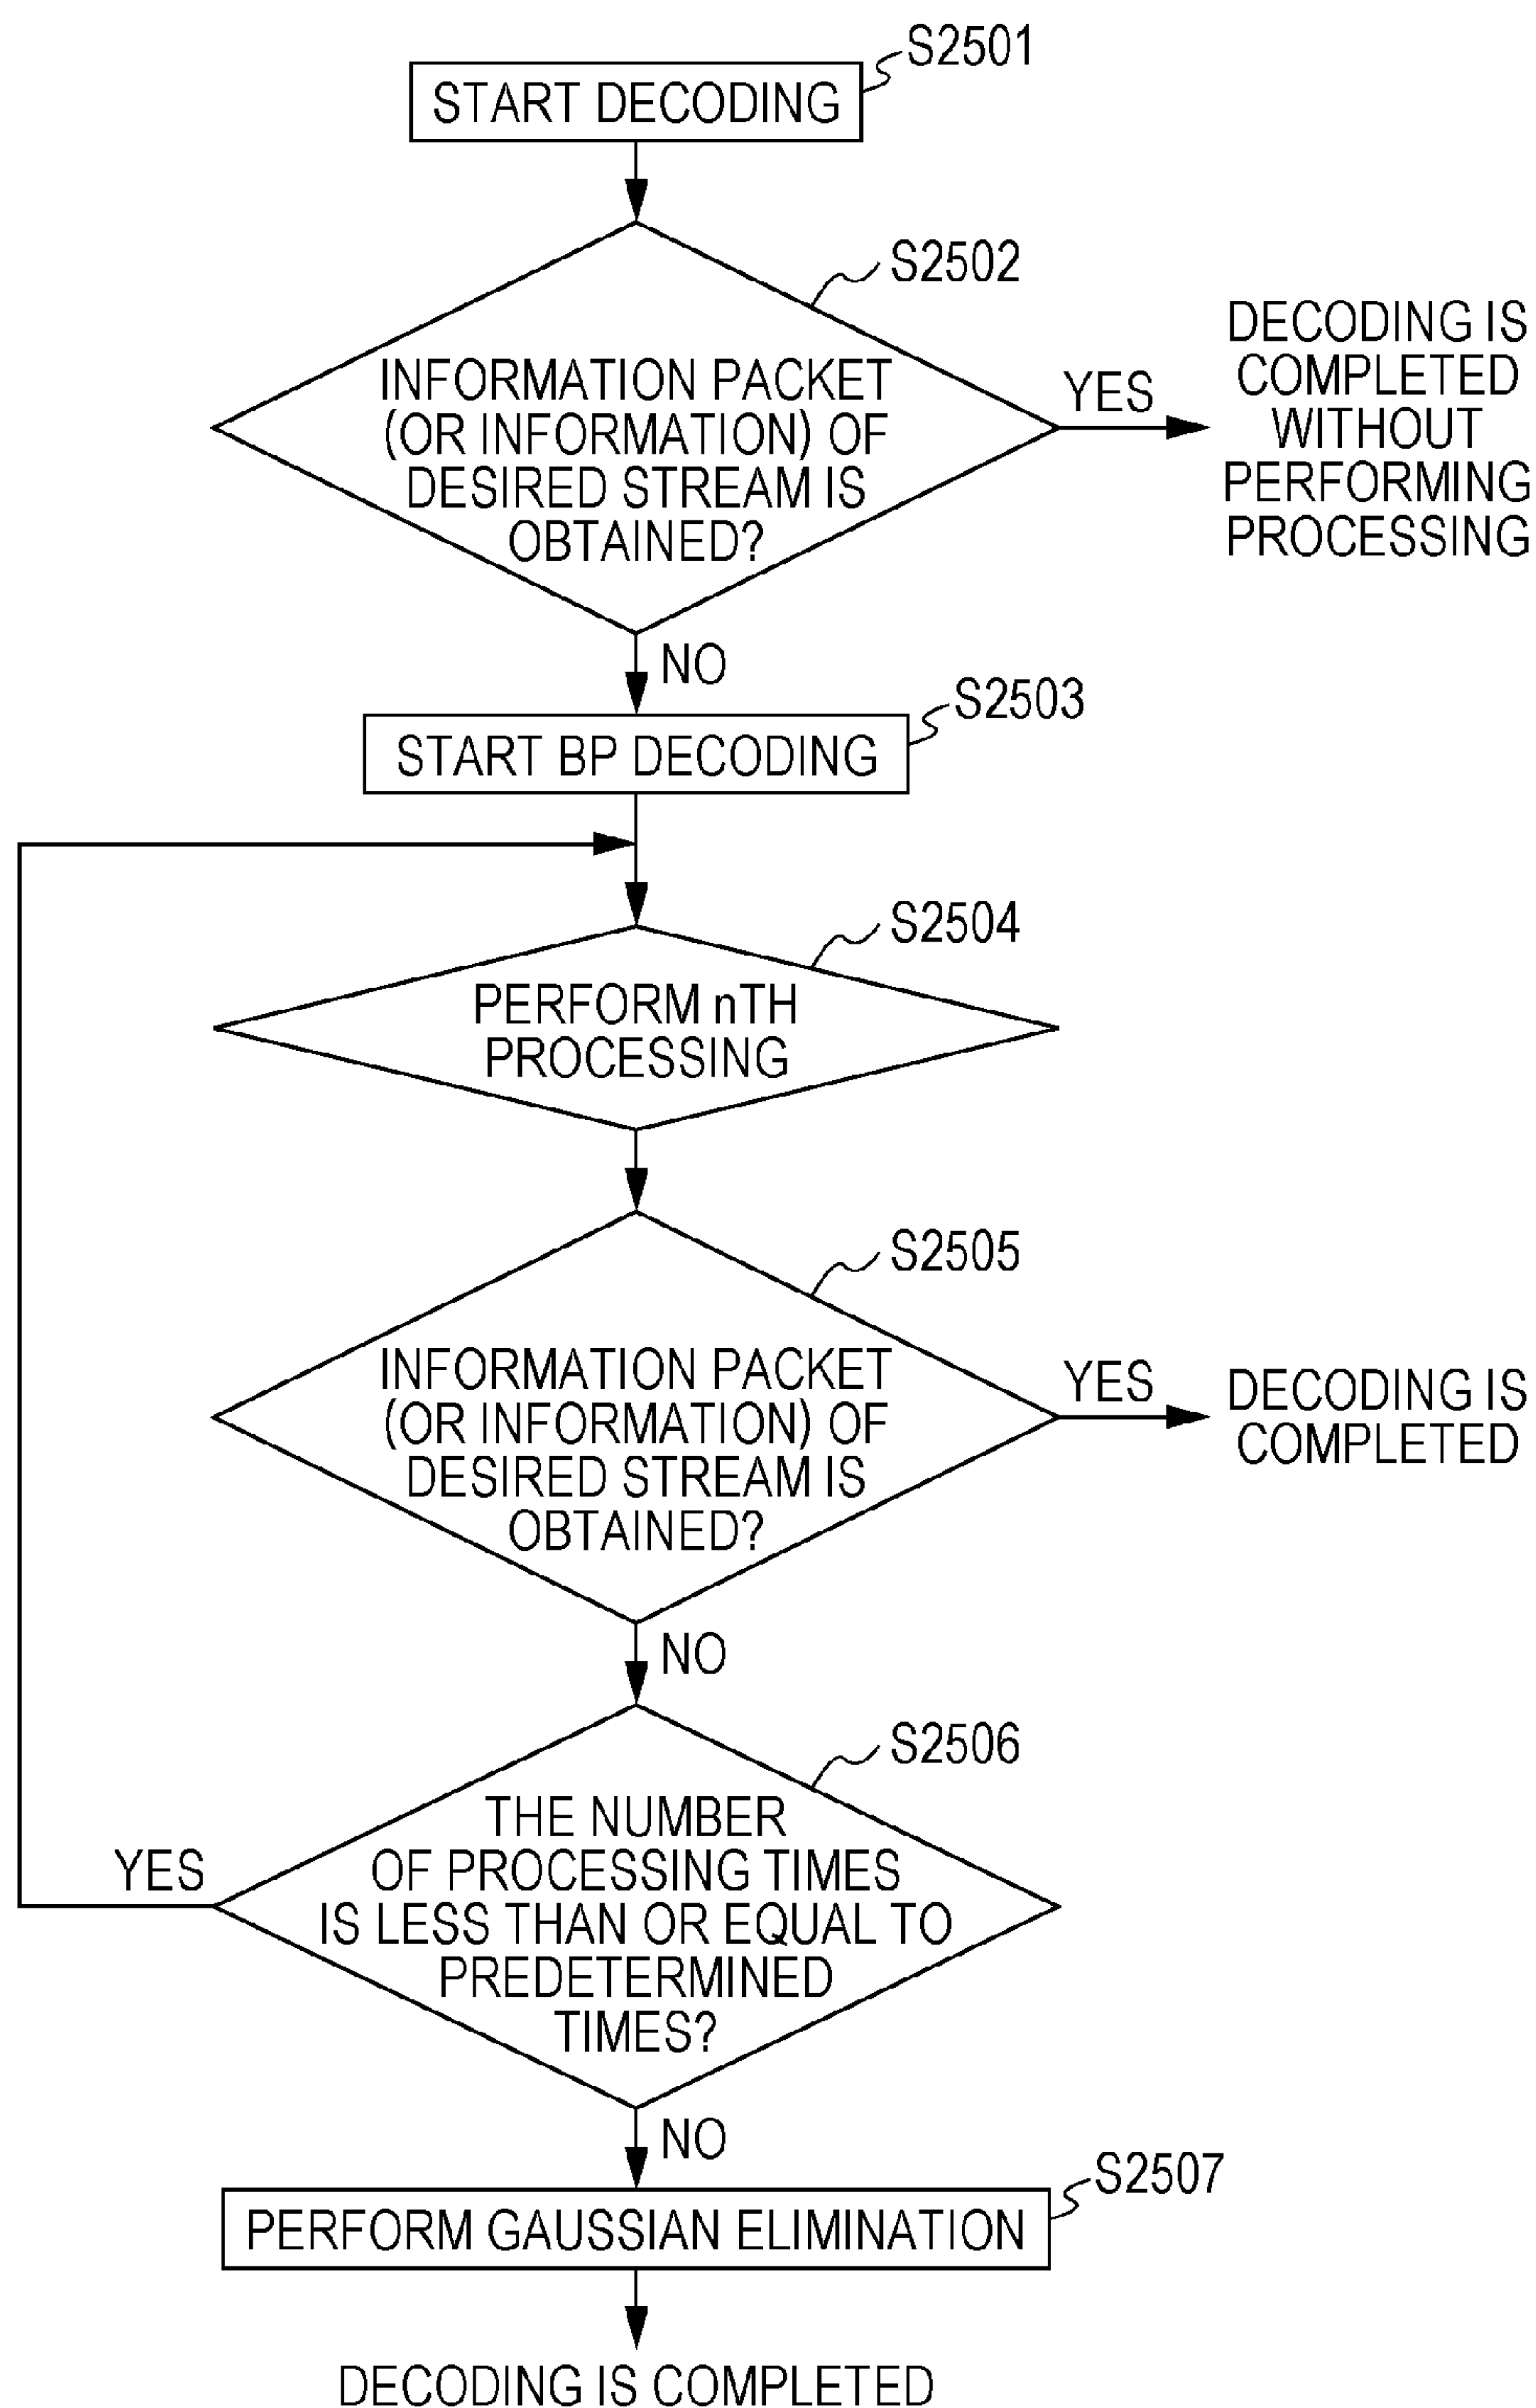 S2501
START DECODING
S2502
INFORMATION PACKET
(OR INFORMATION) OF
DESIRED STREAM IS
OBTAINED?
YES
DECODING IS
COMPLETED
WITHOUT
PERFORMING
PROCESSING
NO
S2503
START BP DECODING
S2504
PERFORM nTH
PROCESSING
S2505
INFORMATION PACKET
(OR INFORMATION) OF
DESIRED STREAM IS
OBTAINED?
YES
DECODING IS
COMPLETED
NO
S2506
THE NUMBER
OF PROCESSING TIMES
IS LESS THAN OR EQUAL TO
PREDETERMINED
TIMES?
YES
NO
S2507
PERFORM GAUSSIAN ELIMINATION
DECODING IS COMPLETED